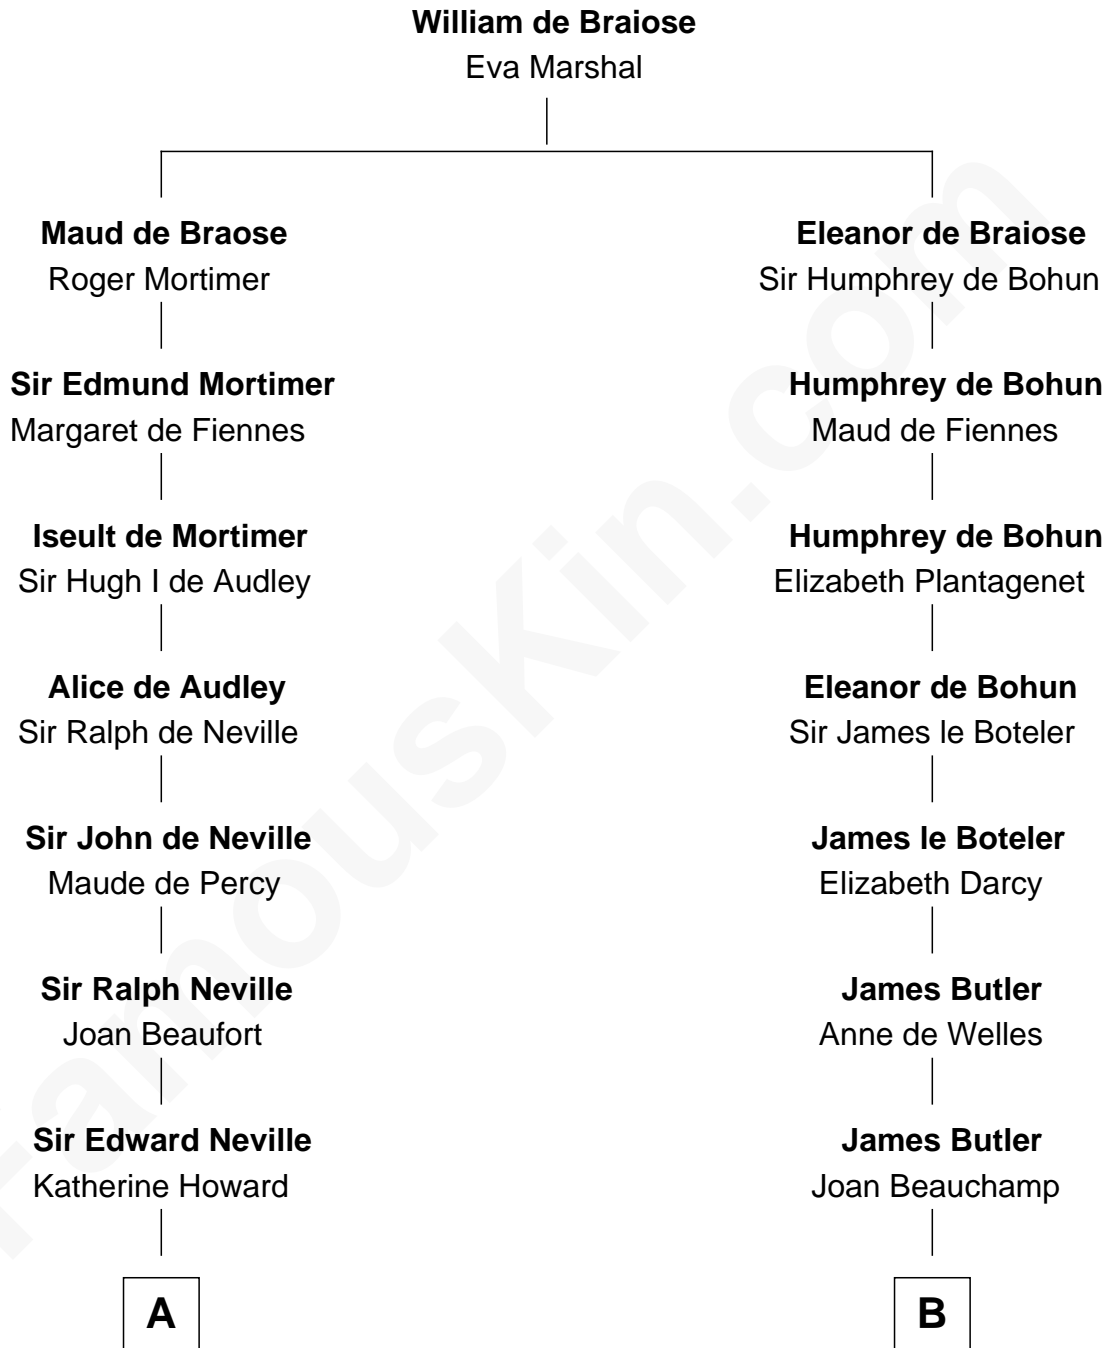 William de Braiose
Eva Marshal
Maud de Braose
Roger Mortimer
Eleanor de Braiose
Sir Humphrey de Bohun
Sir Edmund Mortimer
Margaret de Fiennes
Humphrey de Bohun
Maud de Fiennes
Iseult de Mortimer
Sir Hugh I de Audley
Humphrey de Bohun
Elizabeth Plantagenet
Alice de Audley
Sir Ralph de Neville
Eleanor de Bohun
Sir James le Boteler
Sir John de Neville
Maude de Percy
James le Boteler
Elizabeth Darcy
Sir Ralph Neville
Joan Beaufort
James Butler
Anne de Welles
Sir Edward Neville
Katherine Howard
James Butler
Joan Beauchamp
A
B
FamousKin.com